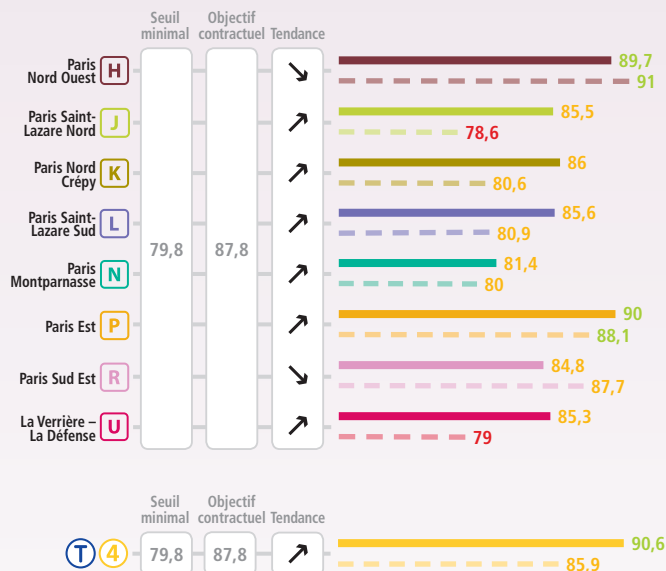 Seuil minimal
Objectif contractuel
Tendance
Paris Nord Ouest
H
89,7
91
Paris Saint-Lazare Nord
J
85,5
78,6
Paris Nord Crépy
K
86
80,6
Paris Saint-Lazare Sud
L
79,8
87,8
85,6
80,9
Paris Montparnasse
N
81,4
80
Paris Est
P
90
88,1
Paris Sud Est
R
84,8
87,7
La Verrière – La Défense
U
85,3
79
Seuil minimal
Objectif contractuel
Tendance
T 4
79,8
87,8
90,6
85,9